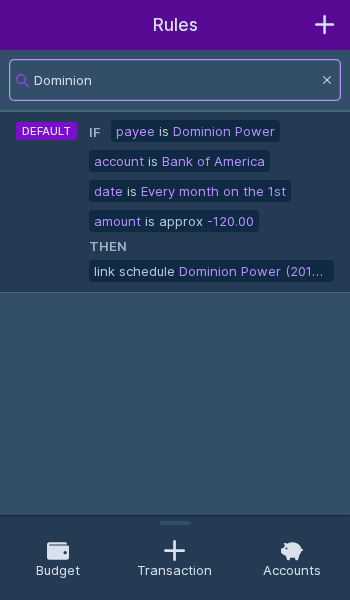 Rules
Dominion
DEFAULT IF payee is Dominion Power
account is Bank of America
date is Every month on the 1st
amount is approx -120.00
THEN
link schedule Dominion Power (201...
Budget Transaction Accounts